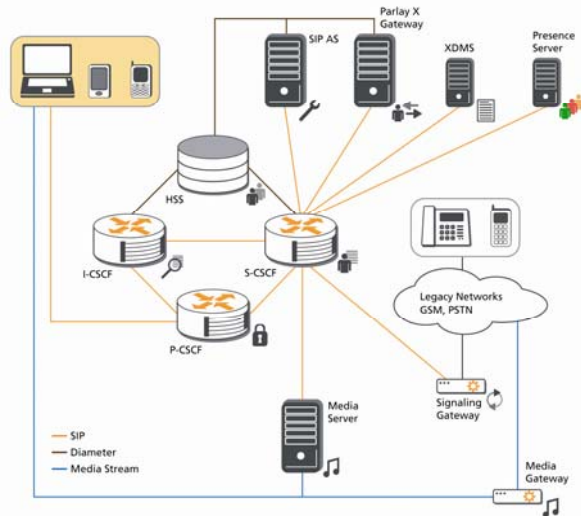 Parlay X
Gateway
SIP AS
XDMS
Presence
Server
HSS
I-CSCF
S-CSCF
P-CSCF
Legacy Networks
GSM, PSTN
Media
Server
Signaling
Gateway
SIP
Diameter
Media Stream
Media
Gateway